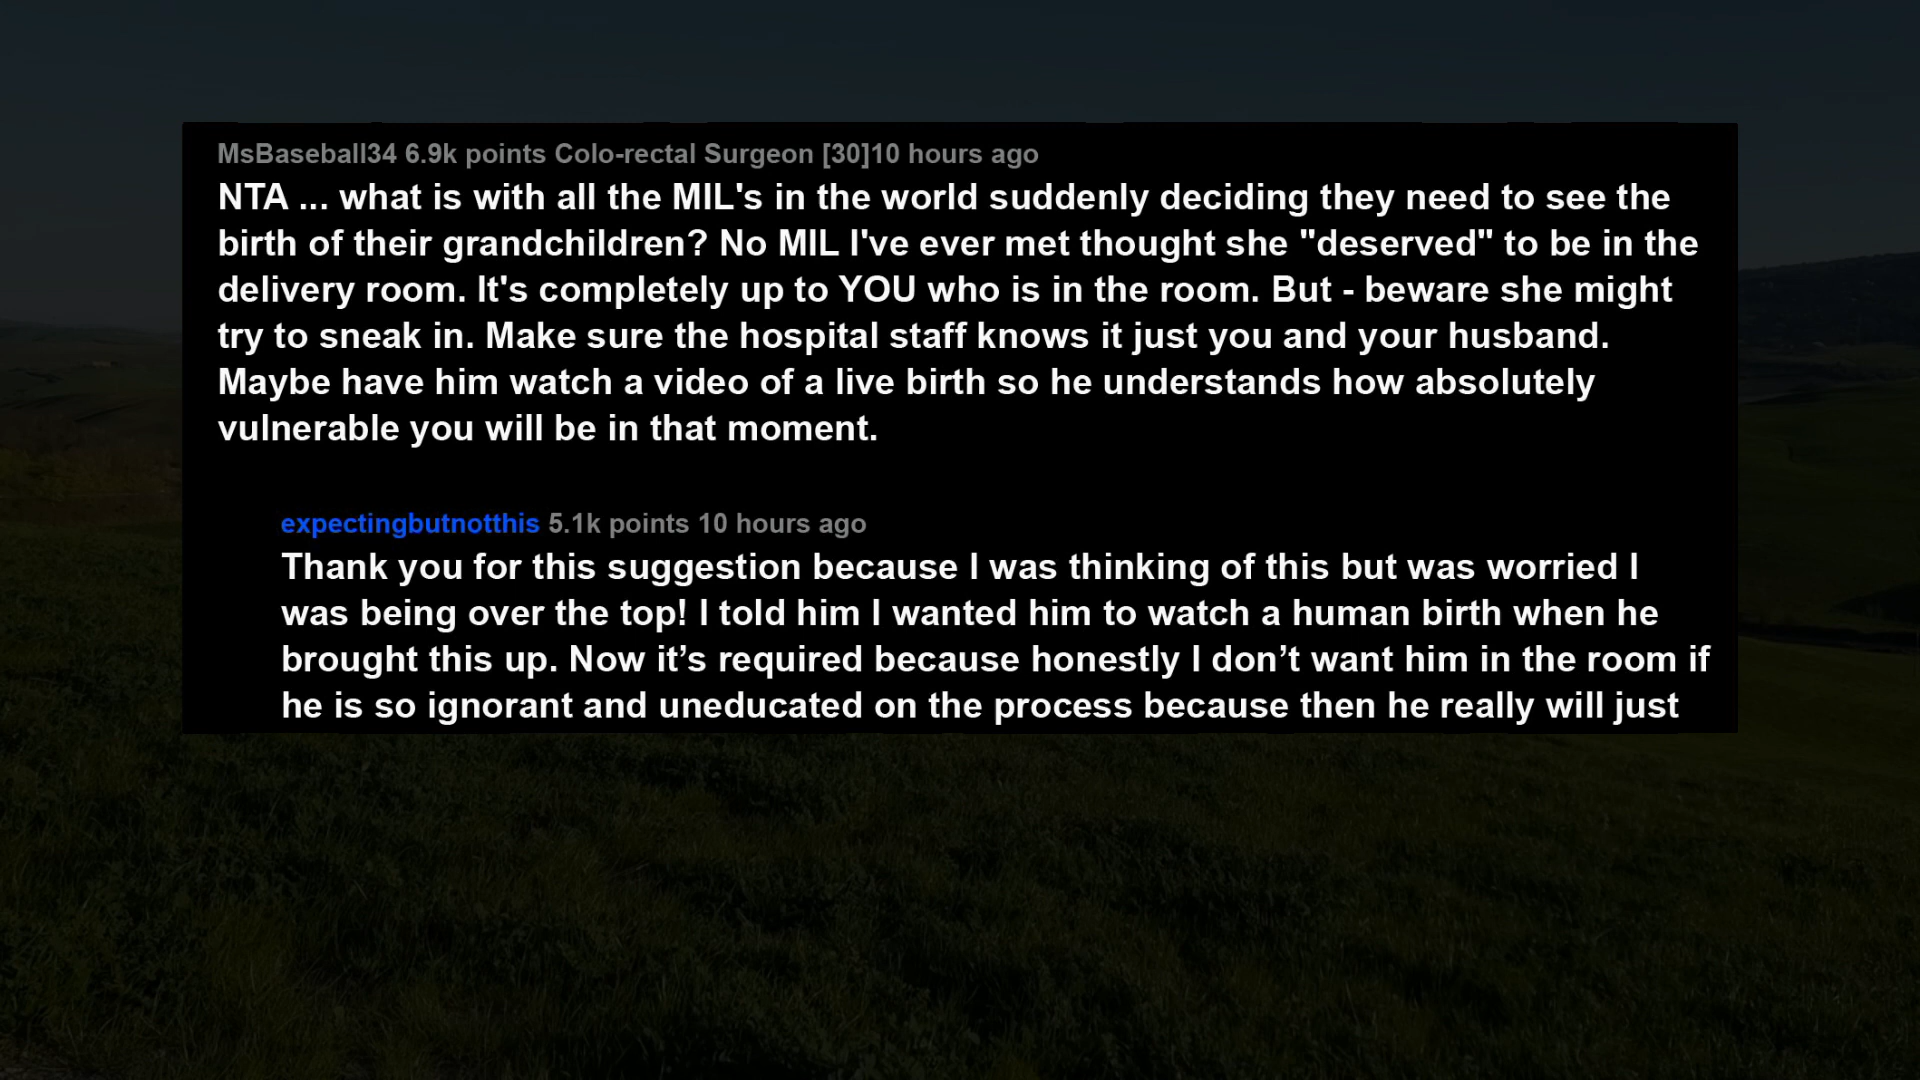 MsBaseball34 6.9k points Colo-rectal Surgeon [30]10 hours ago
NTA ... what is with all the MIL's in the world suddenly deciding they need to see the
birth of their grandchildren? No MIL I've ever met thought she "deserved" to be in the
delivery room. It's completely up to YOU who is in the room. But - beware she might
try to sneak in. Make sure the hospital staff knows it just you and your husband.
Maybe have him watch a video of a live birth so he understands how absolutely
vulnerable you will be in that moment.
expectingbutnotthis 5.1k points 10 hours ago
Thank you for this suggestion because I was thinking of this but was worried I
was being over the top! I told him I wanted him to watch a human birth when he
brought this up. Now it’s required because honestly I don’t want him in the room if
he is so ignorant and uneducated on the process because then he really will just